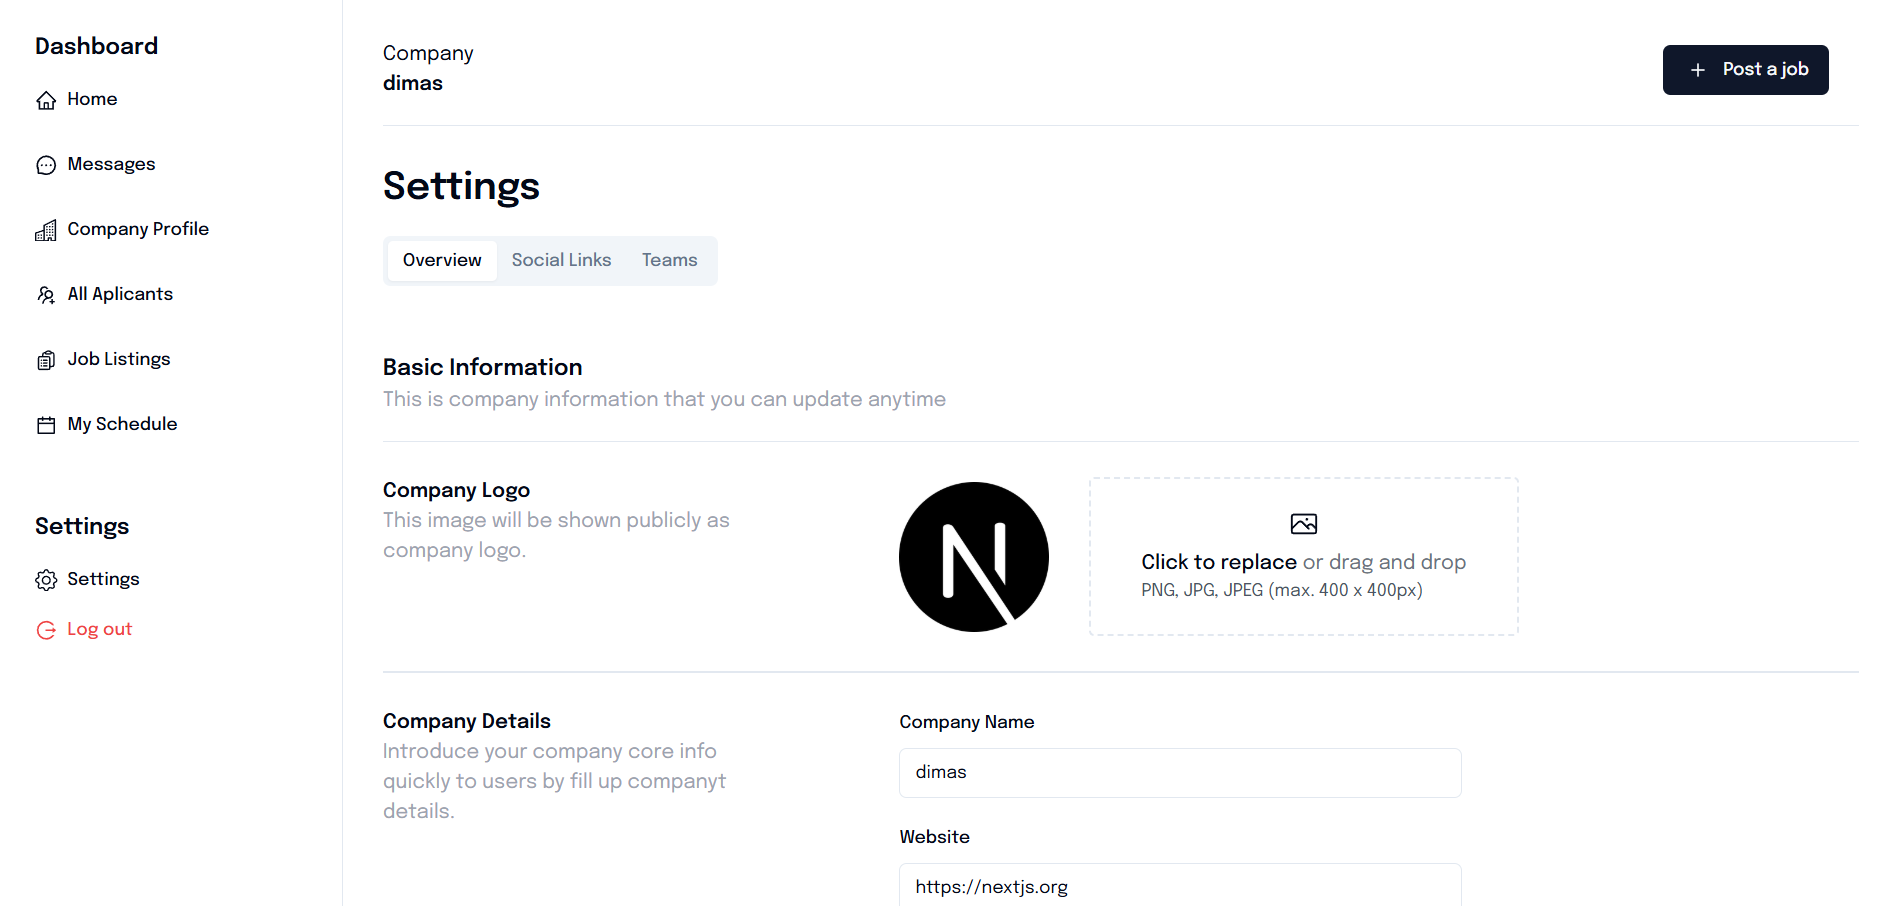 Dashboard
Home
Messages
Company Profile
All Aplicants
Job Listings
My Schedule
Settings
Settings
Log out
Company
dimas
Post a job
Settings
Overview Social Links Teams
Basic Information
This is company information that you can update anytime
Company Logo
This image will be shown publicly as
company logo.
N
Click to replace or drag and drop
PNG, JPG, JPEG (max. 400 x 400px)
Company Details
Introduce your company core info
quickly to users by fill up companyt
details.
Company Name
dimas
Website
https://nextjs.org